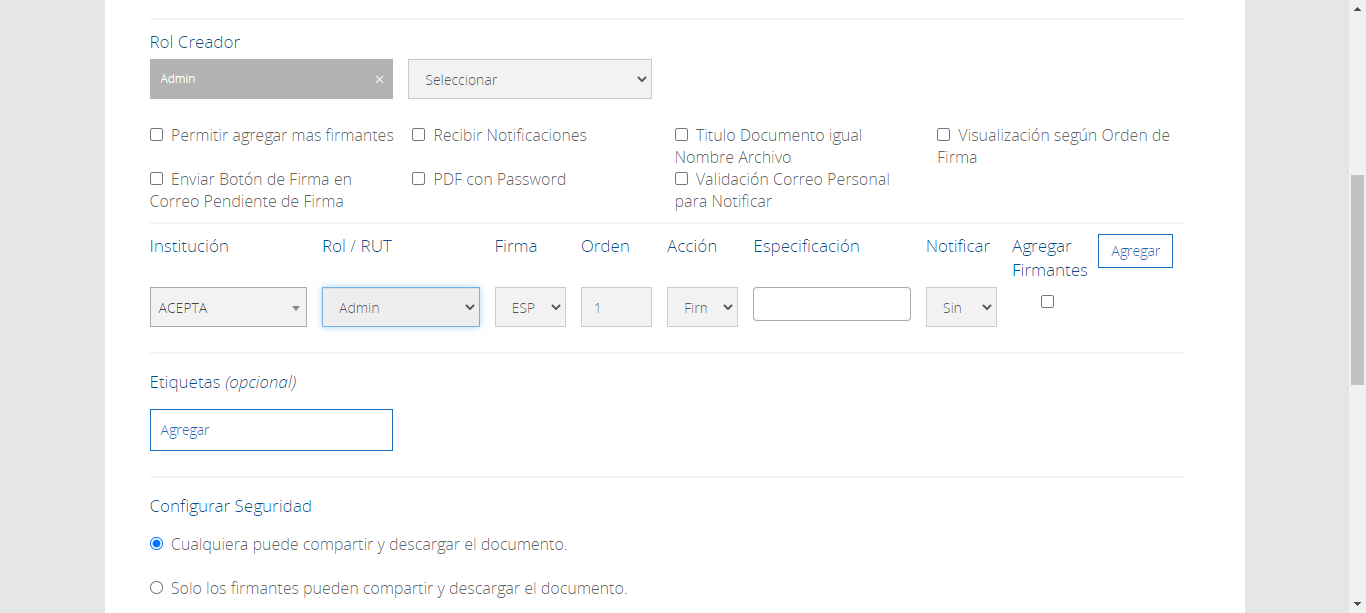 Rol Creador
Admin ×
Seleccionar
Permitir agregar mas firmantes
Recibir Notificaciones
Titulo Documento igual
Nombre Archivo
Visualización según Orden de
Firma
Enviar Botón de Firma en
Correo Pendiente de Firma
PDF con Password
Validación Correo Personal
para Notificar
Institución Rol / RUT Firma Orden Acción Especificación Notificar Agregar
Firmantes
Agregar
ACEPTA Admin ESP 1 Firn Sin
Etiquetas (opcional)
Agregar
Configurar Seguridad
Cualquiera puede compartir y descargar el documento.
Solo los firmantes pueden compartir y descargar el documento.